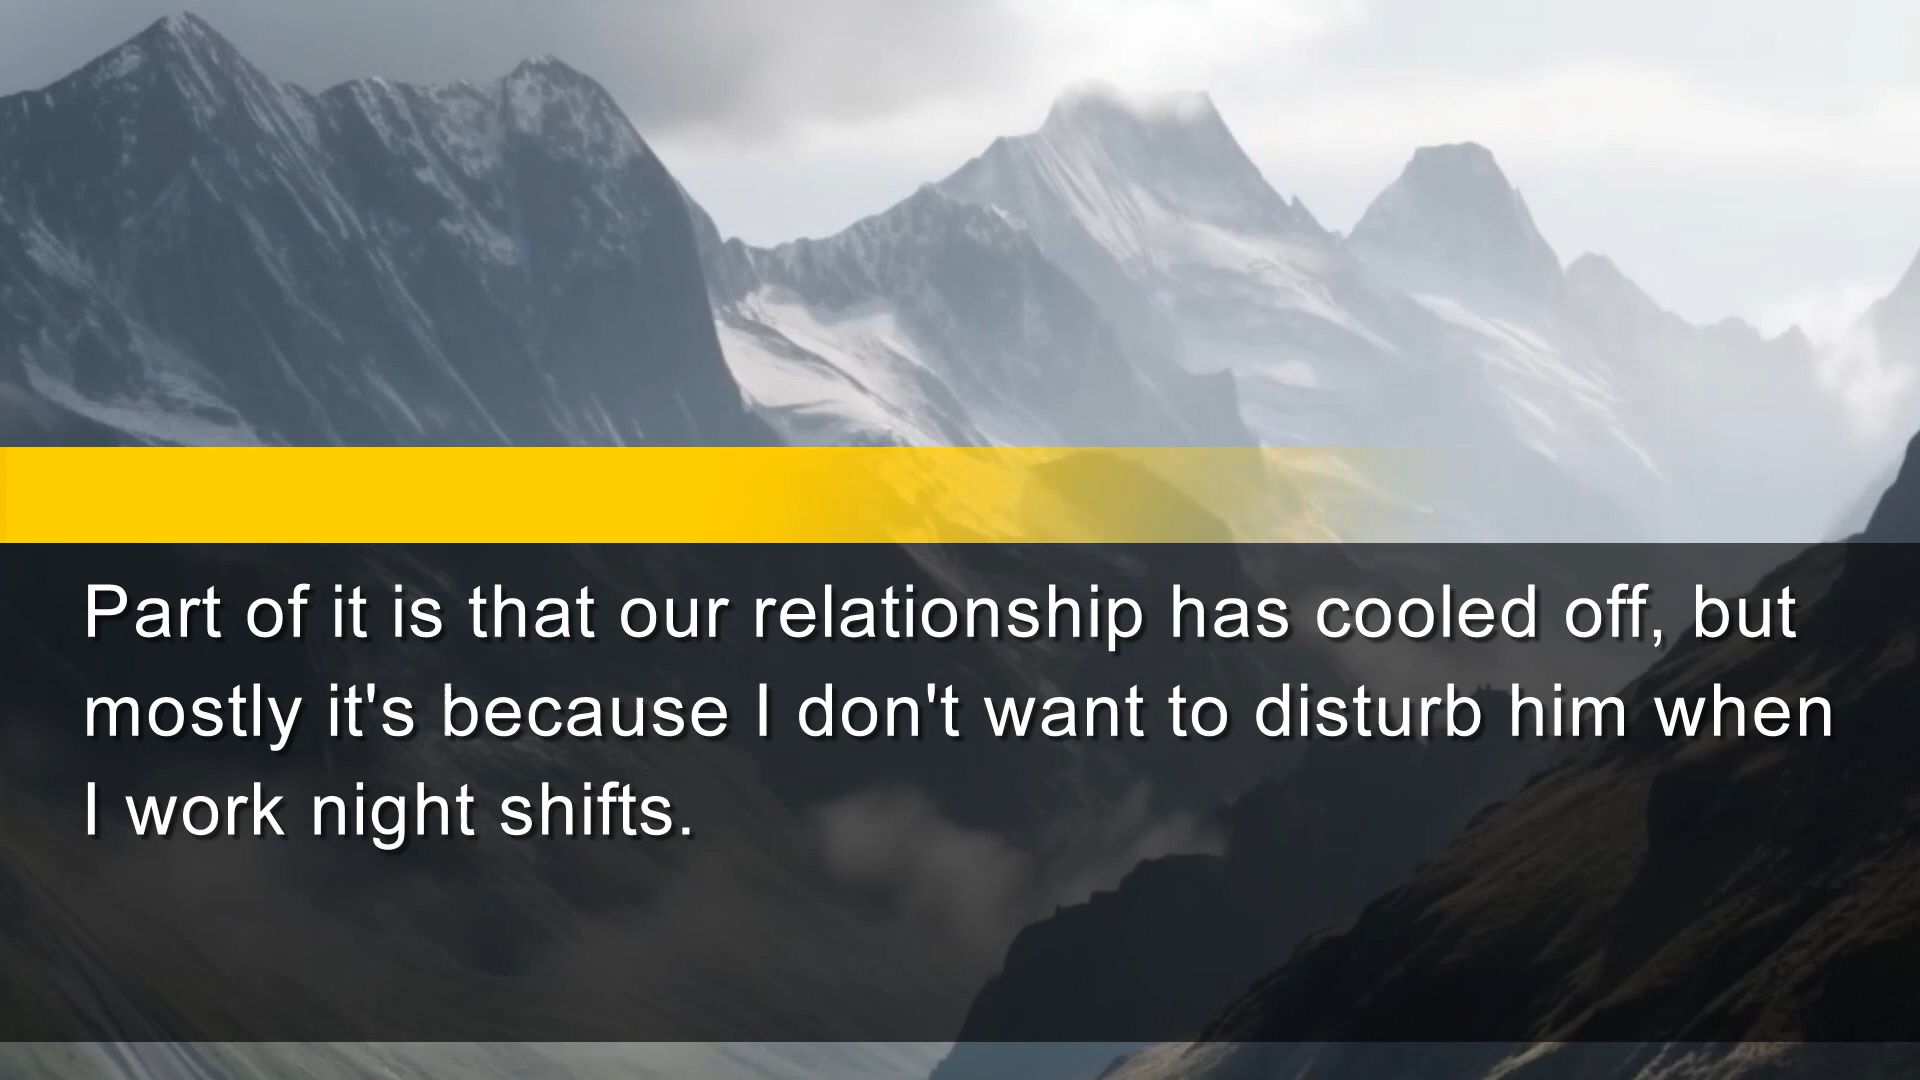 Part of it is that our relationship has cooled off, but
mostly it's because I don't want to disturb him when
I work night shifts.